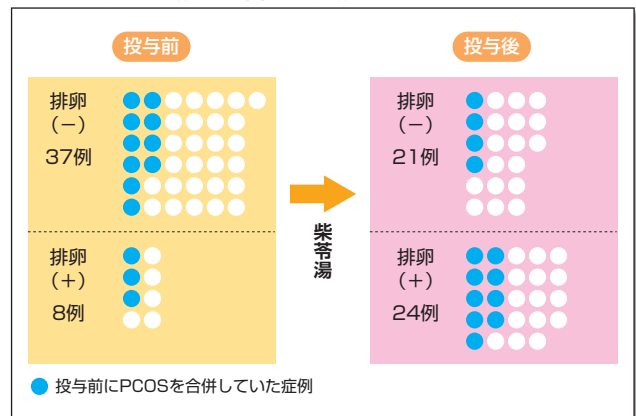 投与前
投与後
排卵
（−）
37例
排卵
（−）
21例
柴苓湯
排卵
（＋）
8例
排卵
（＋）
24例
投与前にPCOSを合併していた症例